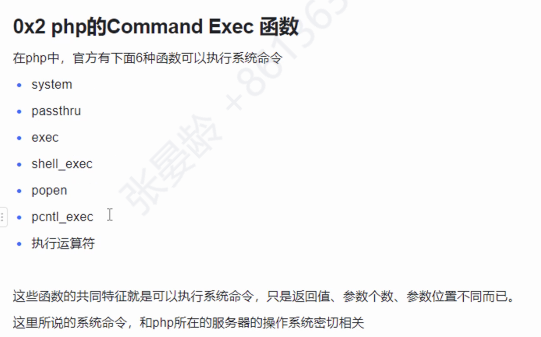 0x2 php的Command Exec 函数
在php中，官方有下面6种函数可以执行系统命令
system
passthru
exec
shell_exec
popen
pcntl_exec
执行运算符
这些函数的共同特征就是可以执行系统命令，只是返回值、参数个数、参数位置不同而已。
这里所说的系统命令，和php所在的服务器的操作系统密切相关
张晏龄 +861365